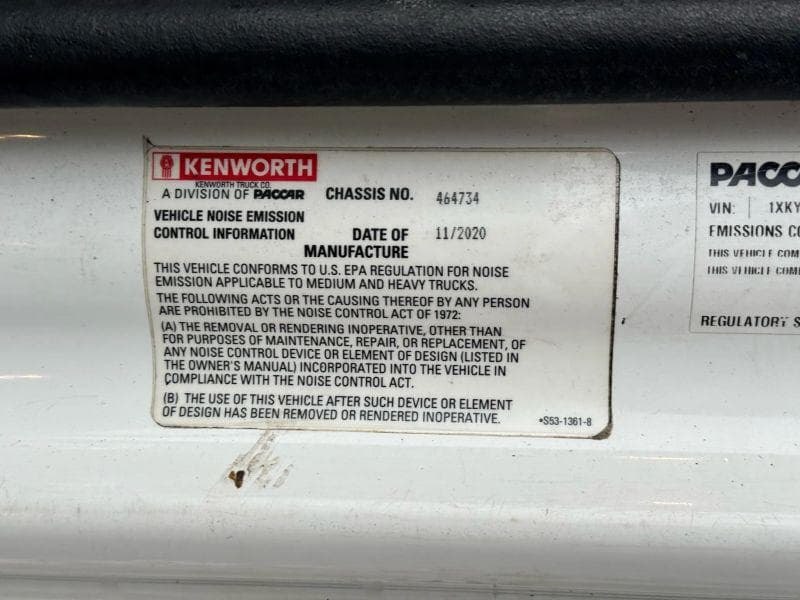 KENWORTH
KENWORTH TRUCK CO.
A DIVISION OF PACCAR
CHASSIS NO. 464734
VEHICLE NOISE EMISSION
CONTROL INFORMATION
DATE OF 11/2020
MANUFACTURE
THIS VEHICLE CONFORMS TO U.S. EPA REGULATION FOR NOISE
EMISSION APPLICABLE TO MEDIUM AND HEAVY TRUCKS.
THE FOLLOWING ACTS OR THE CAUSING THEREOF BY ANY PERSON
ARE PROHIBITED BY THE NOISE CONTROL ACT OF 1972:
(A) THE REMOVAL OR RENDERING INOPERATIVE, OTHER THAN
FOR PURPOSES OF MAINTENANCE, REPAIR, OR REPLACEMENT, OF
ANY NOISE CONTROL DEVICE OR ELEMENT OF DESIGN (LISTED IN
THE OWNER'S MANUAL) INCORPORATED INTO THE VEHICLE IN
COMPLIANCE WITH THE NOISE CONTROL ACT.
(B) THE USE OF THIS VEHICLE AFTER SUCH DEVICE OR ELEMENT
OF DESIGN HAS BEEN REMOVED OR RENDERED INOPERATIVE.
*S53-1361-8
PACC
VIN: 1XKY
EMISSIONS CO
THIS VEHICLE COM
THIS VEHICLE COM
REGULATORY S